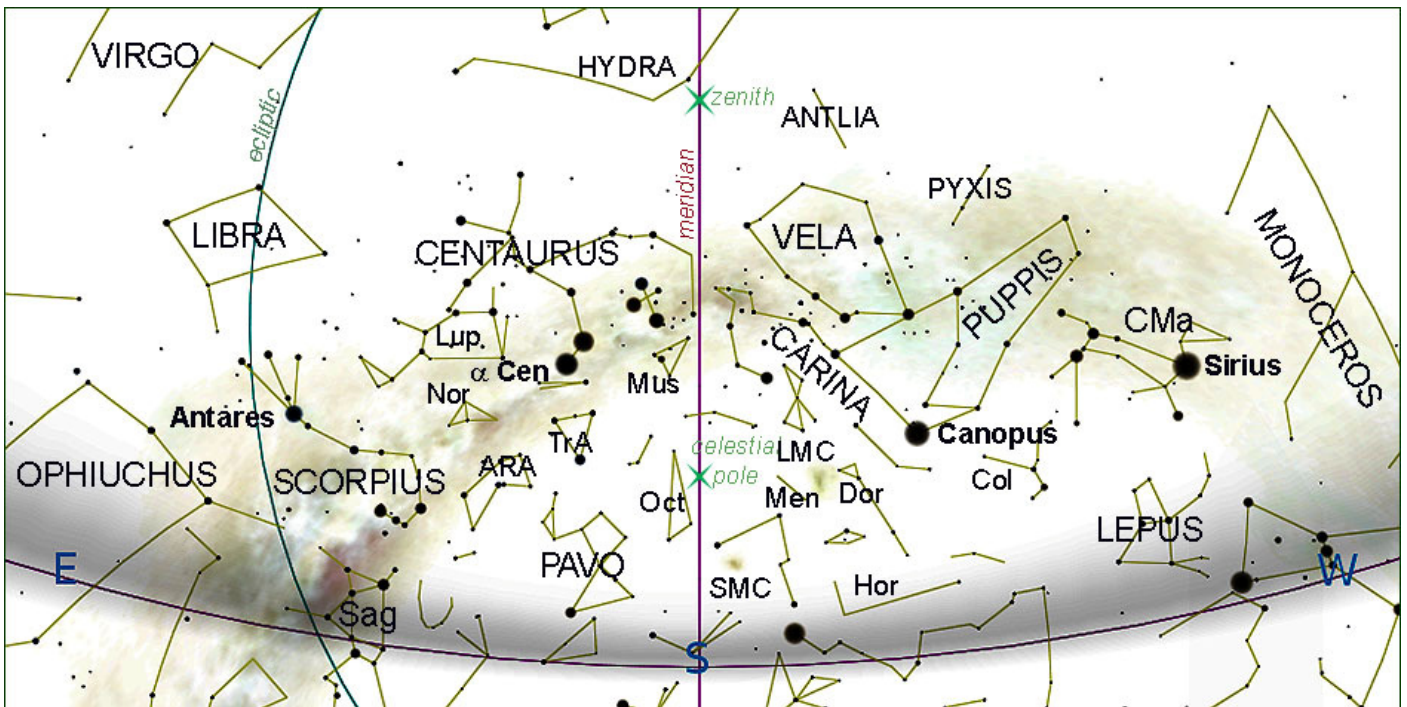 VIRGO
HYDRA
zenith
ecliptic
ANTLIA
meridian
PYXIS
LIBRA
CENTAURUS
VELA
MONOCEROS
PUPPIS
CMa
Lup
Sirius
α Cen
Mus
CARINA
Nor
Antares
Canopus
TrA
celestial
pole
LMC
OPHIUCHUS
SCORPIUS
ARA
Oct
Men
Dor
Col
LEPUS
E
PAVO
SMC
Hor
W
Sag
S